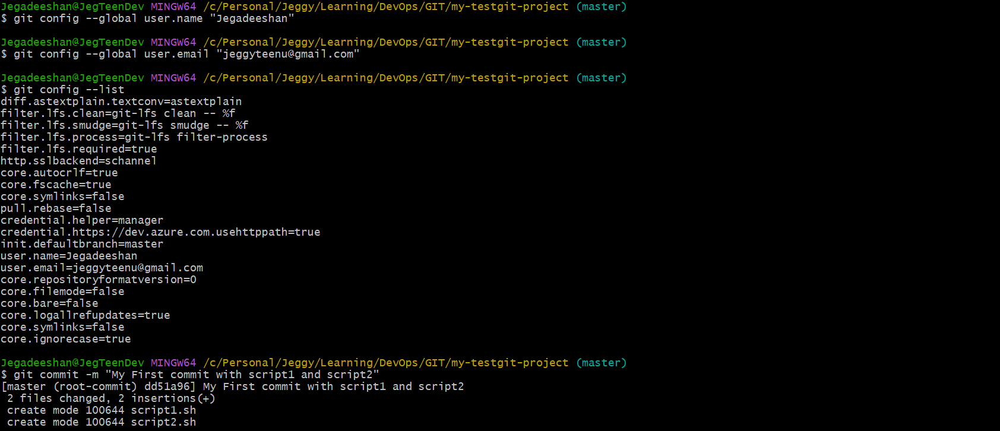 Jegadeeshan@JegTeenDev MINGW64 /c/Personal/Jeggy/Learning/DevOps/GIT/my-testgit-project (master)
$ git config --global user.name "Jegadeeshan"
Jegadeeshan@JegTeenDev MINGW64 /c/Personal/Jeggy/Learning/DevOps/GIT/my-testgit-project (master)
$ git config --global user.email "jeggyteenu@gmail.com"
Jegadeeshan@JegTeenDev MINGW64 /c/Personal/Jeggy/Learning/DevOps/GIT/my-testgit-project (master)
$ git config --list
diff.astextplain.textconv=astextplain
filter.lfs.clean=git-lfs clean -- %f
filter.lfs.smudge=git-lfs smudge -- %f
filter.lfs.process=git-lfs filter-process
filter.lfs.required=true
http.sslbackend=schannel
core.autocrlf=true
core.fscache=true
core.symlinks=false
pull.rebase=false
credential.helper=manager
credential.https://dev.azure.com.usehttppath=true
init.defaultbranch=master
user.name=Jegadeeshan
user.email=jeggyteenu@gmail.com
core.repositoryformatversion=0
core.filemode=false
core.bare=false
core.logallrefupdates=true
core.symlinks=false
core.ignorecase=true
Jegadeeshan@JegTeenDev MINGW64 /c/Personal/Jeggy/Learning/DevOps/GIT/my-testgit-project (master)
$ git commit -m "My First commit with script1 and script2"
[master (root-commit) dd51a96] My First commit with script1 and script2
 2 files changed, 2 insertions(+)
 create mode 100644 script1.sh
 create mode 100644 script2.sh